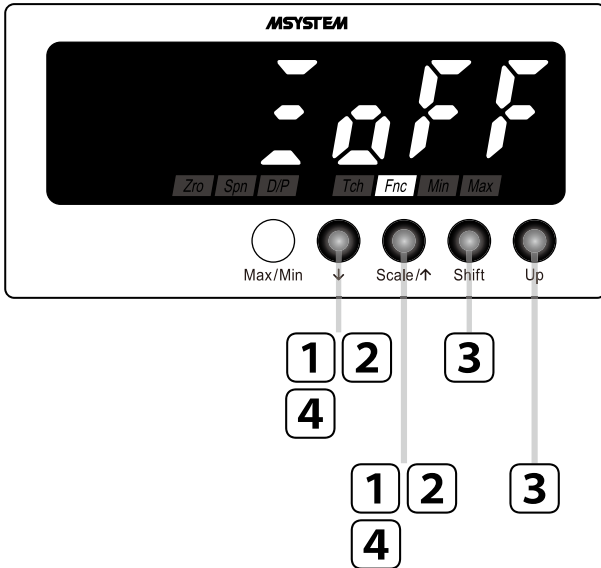 MSYSTEM
oFF
Zro Spn D/P Tch Fnc Min Max
Max/Min ↓ Scale/↑ Shift Up
1 2 3
4
1 2 3
4